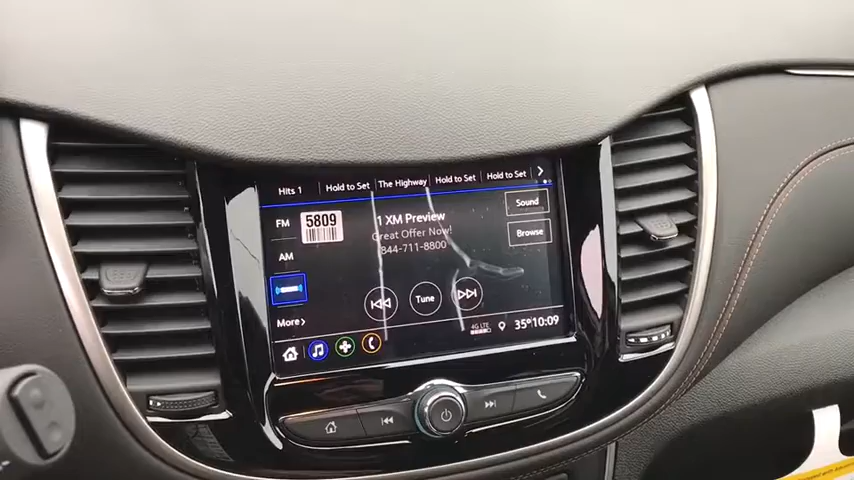 Hits 1 Hold to Set The Highway Hold to Set Hold to Set
FM
5809
1 XM Preview
Sound
Great Offer Now!
Browse
844-711-8800
AM
Tune
More
4G LTE
35° 10:09